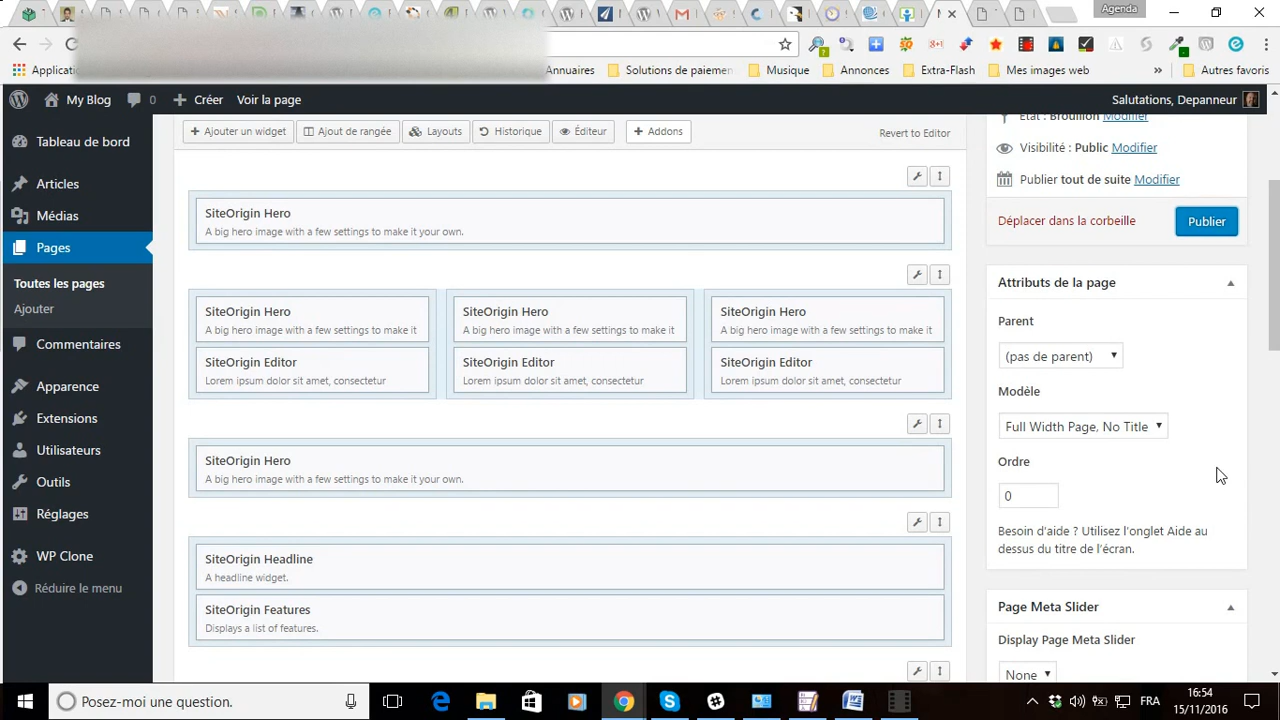 Agenda
Application
Annuaires
Solutions de paiemen
Musique
Annonces
Extra-Flash
Mes images web
»
Autres favoris
My Blog
0
Créer
Voir la page
Salutations, Depanneur
Tableau de bord
Articles
Médias
Pages
Toutes les pages
Ajouter
Commentaires
Apparence
Extensions
Utilisateurs
Outils
Réglages
WP Clone
Réduire le menu
Ajouter un widget
Ajout de rangée
Layouts
Historique
Éditeur
Addons
Revert to Editor
SiteOrigin Hero
A big hero image with a few settings to make it your own.
SiteOrigin Hero
A big hero image with a few settings to make it
SiteOrigin Editor
Lorem ipsum dolor sit amet, consectetur
SiteOrigin Hero
A big hero image with a few settings to make it
SiteOrigin Editor
Lorem ipsum dolor sit amet, consectetur
SiteOrigin Hero
A big hero image with a few settings to make it
SiteOrigin Editor
Lorem ipsum dolor sit amet, consectetur
SiteOrigin Hero
A big hero image with a few settings to make it your own.
SiteOrigin Headline
A headline widget.
SiteOrigin Features
Displays a list of features.
État : Brouillon Modifier
Visibilité : Public Modifier
Publier tout de suite Modifier
Déplacer dans la corbeille
Publier
Attributs de la page
Parent
(pas de parent)
Modèle
Full Width Page, No Title
Ordre
0
Besoin d'aide ? Utilisez l'onglet Aide au
dessus du titre de l'écran.
Page Meta Slider
Display Page Meta Slider
None
Posez-moi une question.
FRA
16:54
15/11/2016